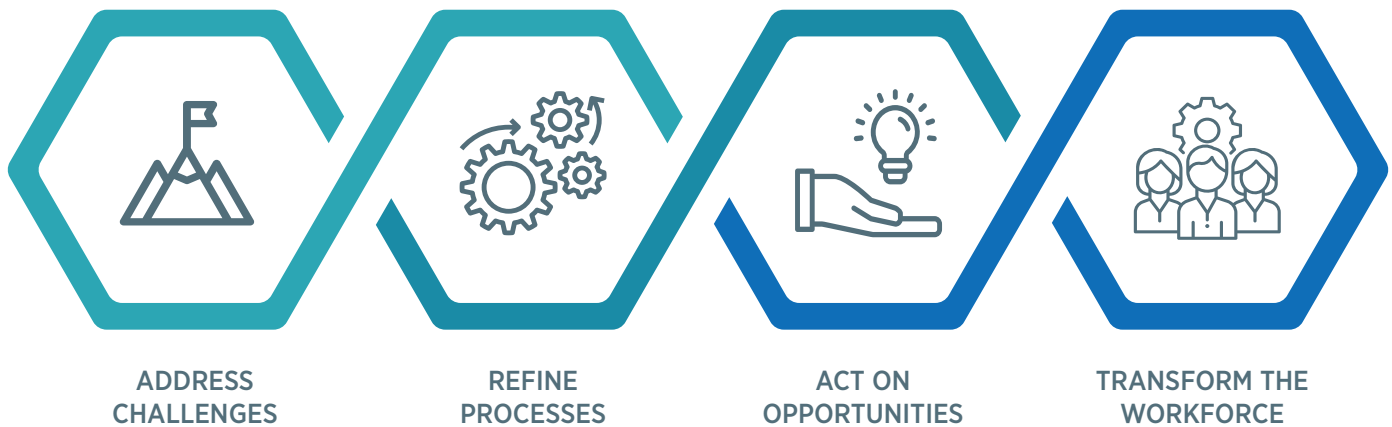 ADDRESS
CHALLENGES
REFINE
PROCESSES
ACT ON
OPPORTUNITIES
TRANSFORM THE
WORKFORCE